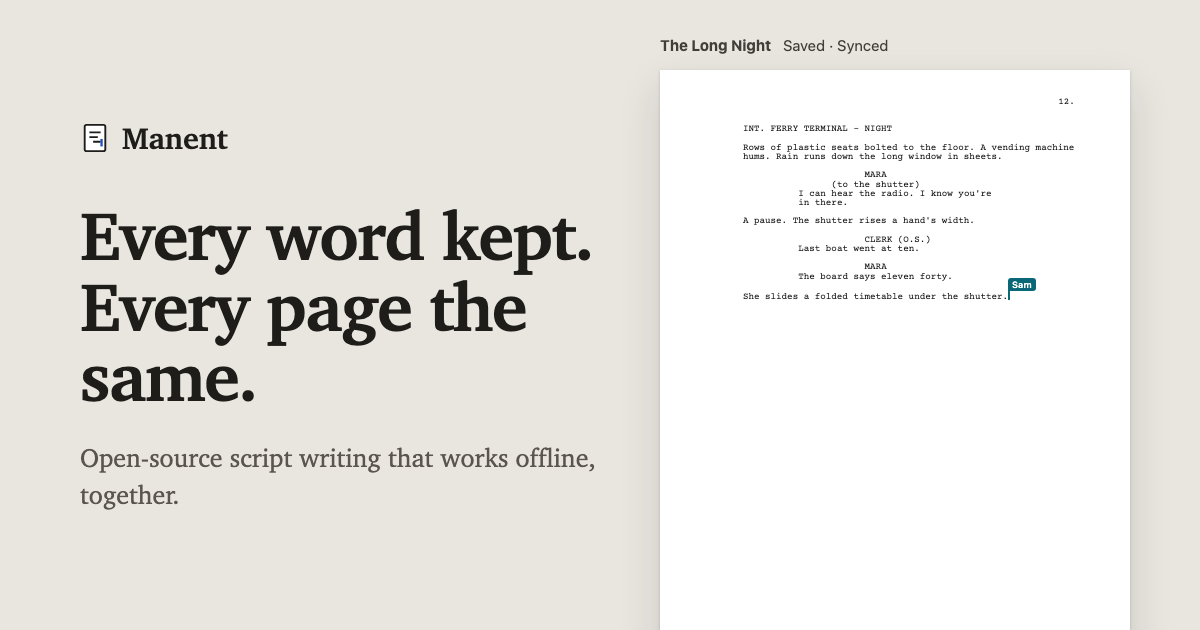 Manent
Every word kept.
Every page the
same.
Open-source script writing that works offline,
together.
The Long Night Saved · Synced
12.
INT. FERRY TERMINAL – NIGHT
Rows of plastic seats bolted to the floor. A vending machine
hums. Rain runs down the long window in sheets.
MARA
(to the shutter)
I can hear the radio. I know you're
in there.
A pause. The shutter rises a hand's width.
CLERK (O.S.)
Last boat went at ten.
MARA
The board says eleven forty.
Sam
She slides a folded timetable under the shutter.